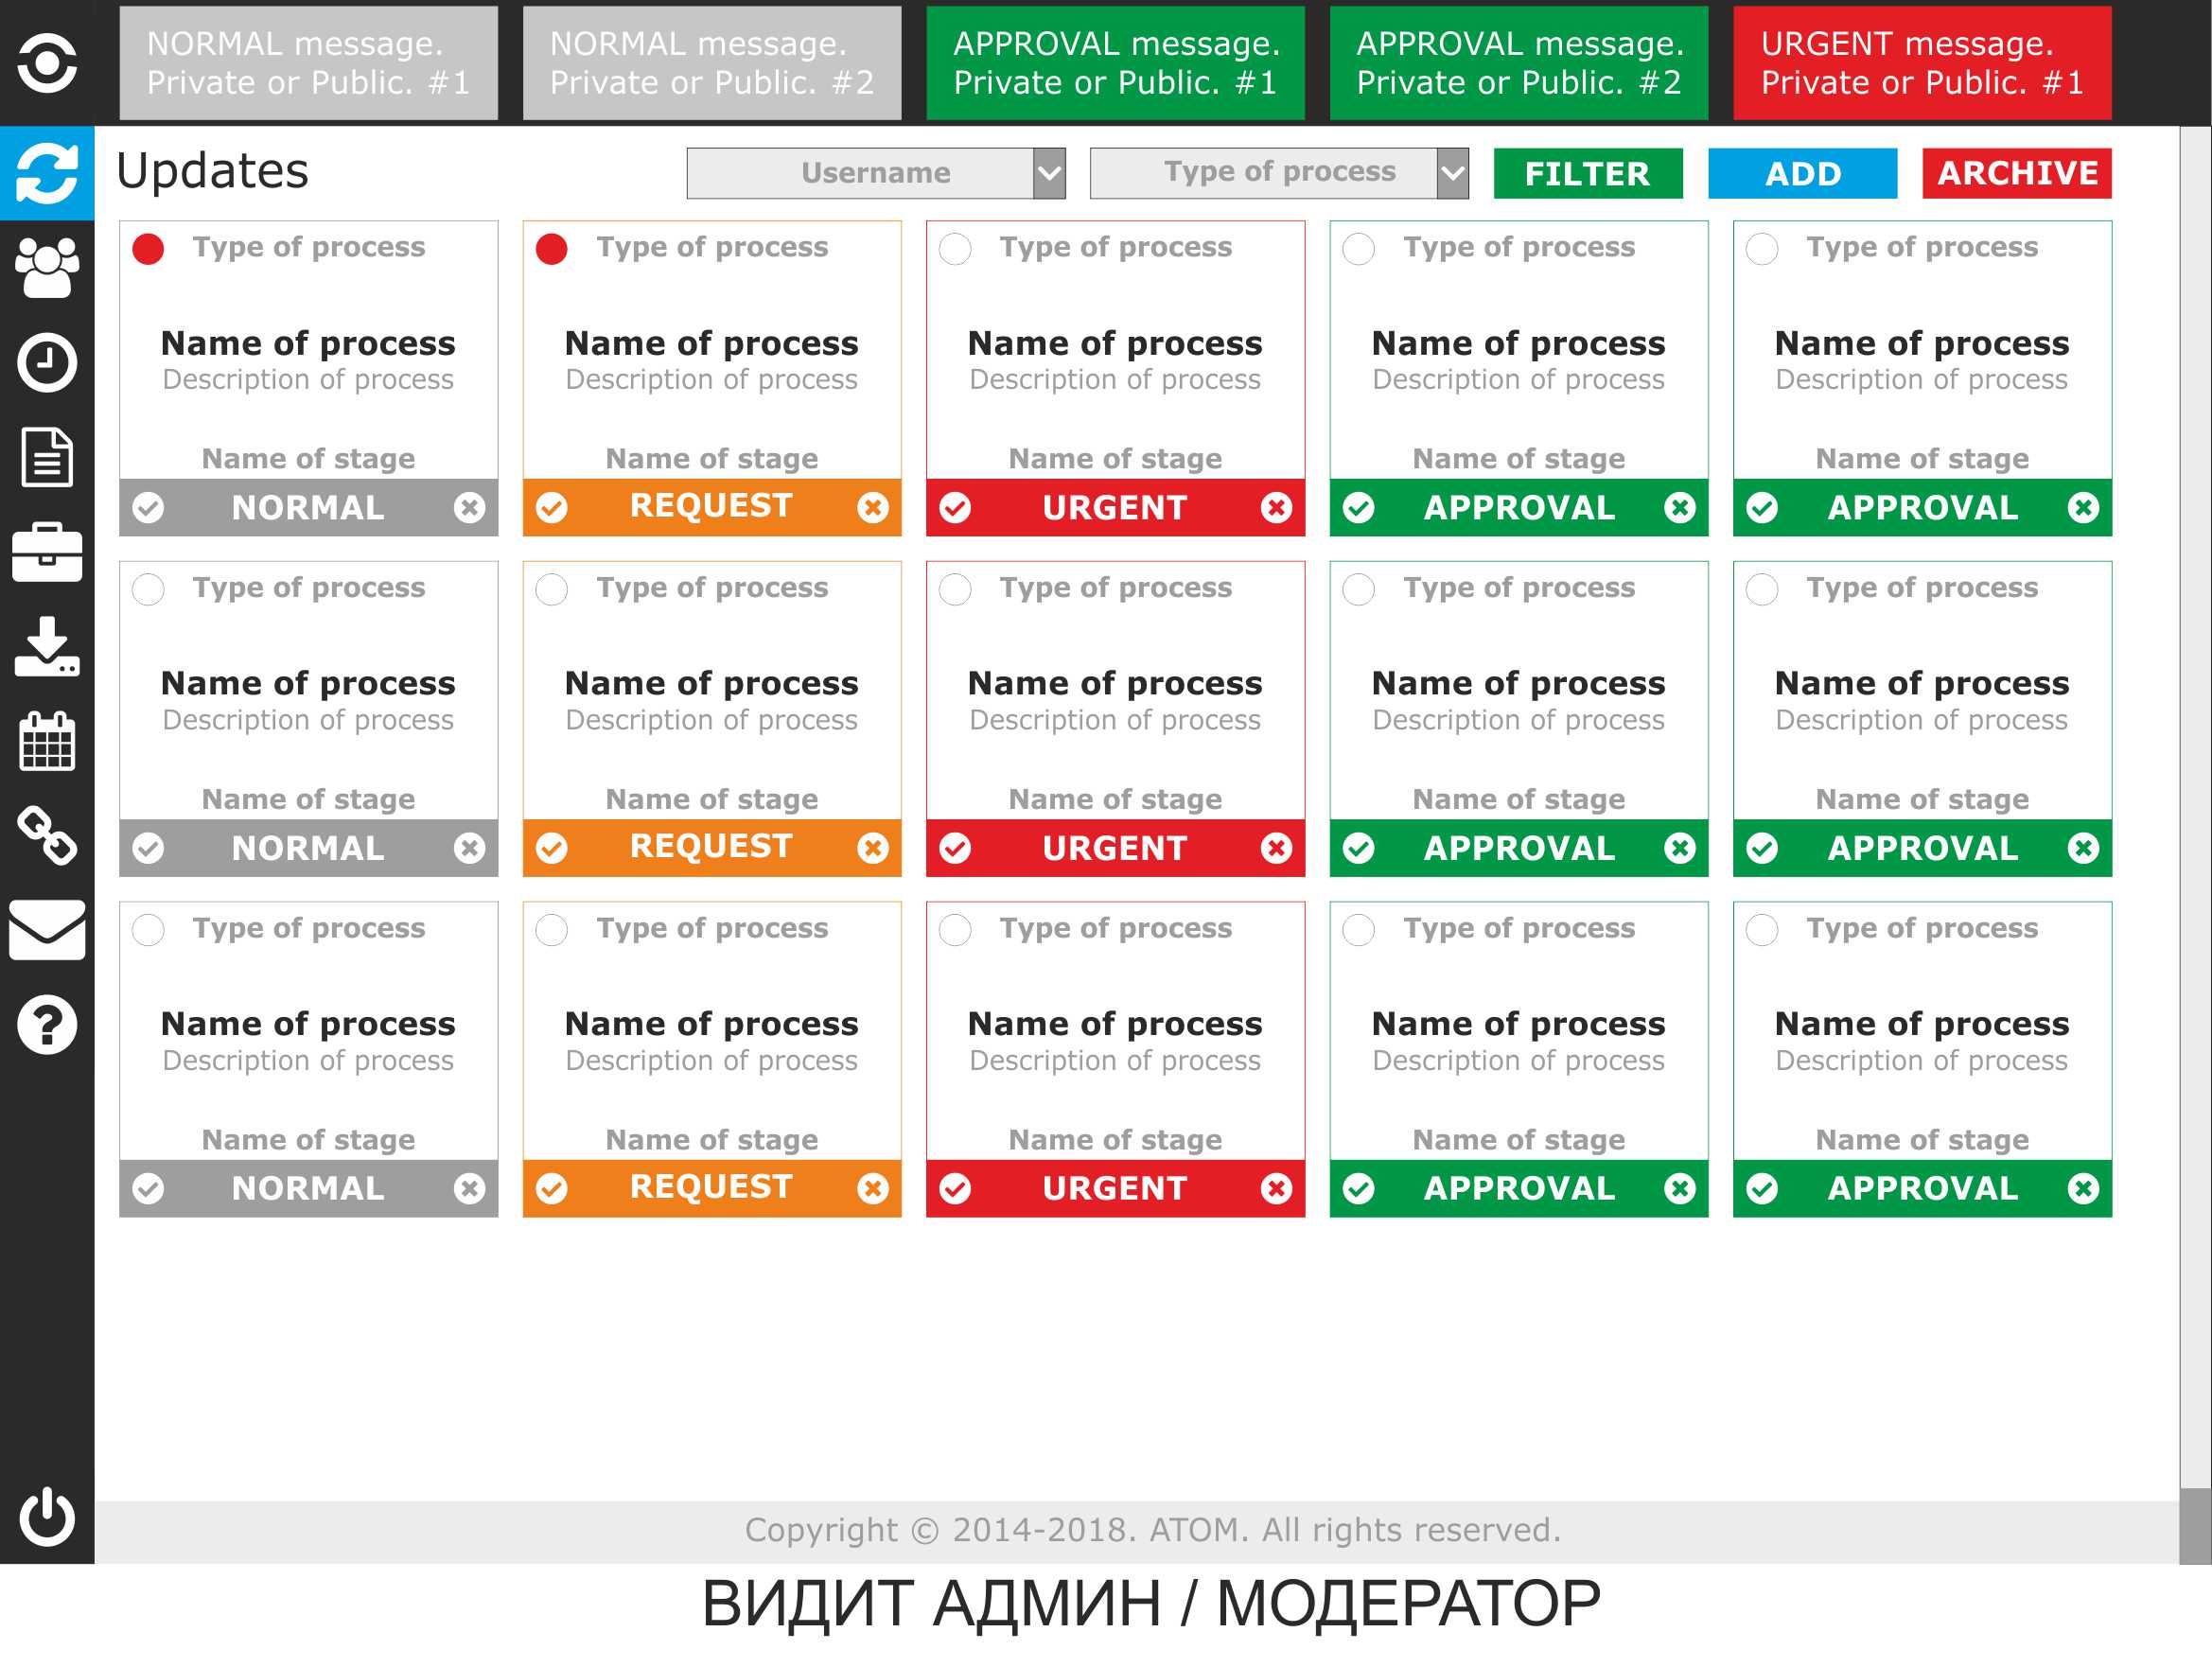 NORMAL message.
Private or Public. #1
NORMAL message.
Private or Public. #2
APPROVAL message.
Private or Public. #1
APPROVAL message.
Private or Public. #2
URGENT message.
Private or Public. #1
Updates
Username
Type of process
FILTER
ADD
ARCHIVE
Type of process
Name of process
Description of process
Name of stage
NORMAL
Type of process
Name of process
Description of process
Name of stage
REQUEST
Type of process
Name of process
Description of process
Name of stage
URGENT
Type of process
Name of process
Description of process
Name of stage
APPROVAL
Type of process
Name of process
Description of process
Name of stage
APPROVAL
Type of process
Name of process
Description of process
Name of stage
NORMAL
Type of process
Name of process
Description of process
Name of stage
REQUEST
Type of process
Name of process
Description of process
Name of stage
URGENT
Type of process
Name of process
Description of process
Name of stage
APPROVAL
Type of process
Name of process
Description of process
Name of stage
APPROVAL
Type of process
Name of process
Description of process
Name of stage
NORMAL
Type of process
Name of process
Description of process
Name of stage
REQUEST
Type of process
Name of process
Description of process
Name of stage
URGENT
Type of process
Name of process
Description of process
Name of stage
APPROVAL
Type of process
Name of process
Description of process
Name of stage
APPROVAL
Copyright © 2014-2018. ATOM. All rights reserved.
ВИДИТ АДМИН / МОДЕРАТОР